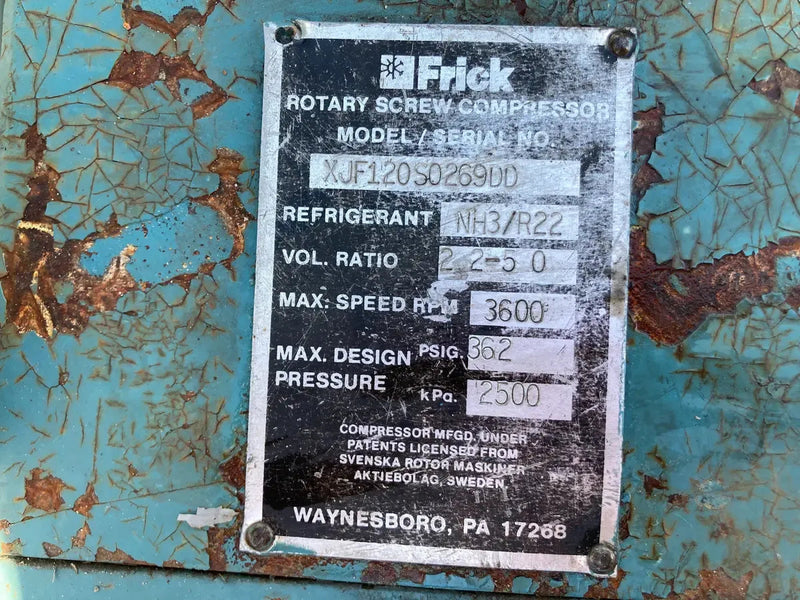 Frick
ROTARY SCREW COMPRESSOR
MODEL / SERIAL NO.
XJF120S0269DD
REFRIGERANT NH3/R22
VOL. RATIO 2.2-5.0
MAX: SPEED RPM 3600
MAX. DESIGN PSIG. 362
PRESSURE kPa. 2500
COMPRESSOR MFGD. UNDER
PATENTS LICENSED FROM
SVENSKA ROTOR MASKINER
AKTIEBOLAG, SWEDEN
WAYNESBORO, PA 17268